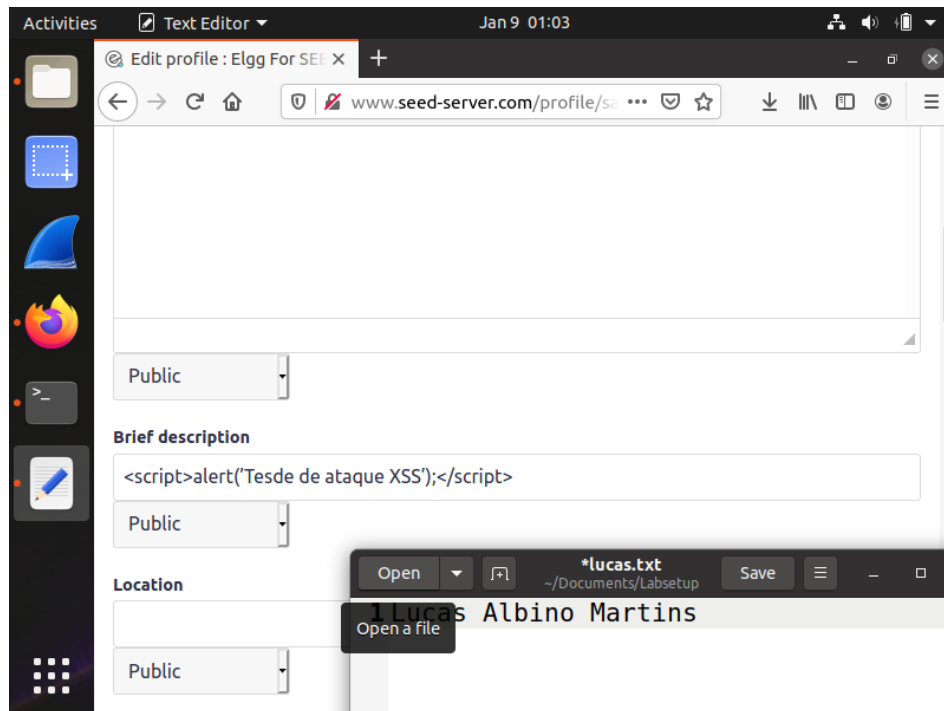 Activities Text Editor Jan 9 01:03
Edit profile : Elgg For SEE
www.seed-server.com/profile/sa
Public
Brief description
<script>alert(’Tesde de ataque XSS’);</script>
Public
Open *lucas.txt Save
~/Documents/Labsetup
Location
1 Lucas Albino Martins
Open a file
Public